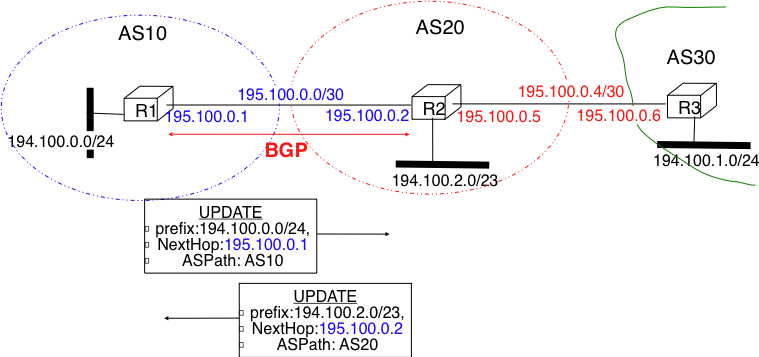 AS10
AS20
AS30
195.100.0.0/30
195.100.0.4/30
R1
R2
R3
195.100.0.1
195.100.0.2
195.100.0.5
195.100.0.6
194.100.0.0/24
BGP
194.100.2.0/23
194.100.1.0/24
UPDATE
prefix:194.100.0.0/24,
NextHop:195.100.0.1
ASPath: AS10
UPDATE
prefix:194.100.2.0/23,
NextHop:195.100.0.2
ASPath: AS20